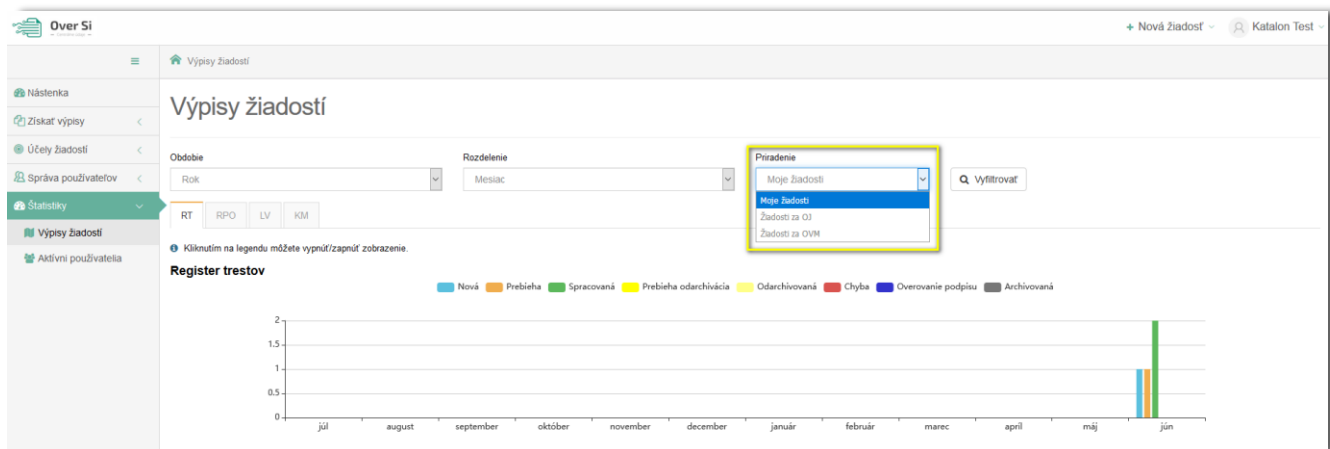 Over Si
Nová žiadosť
Katalon Test
Výpisy žiadostí
Nástenka
Získať výpisy
Účely žiadostí
Správa používateľov
Štatistiky
Výpisy žiadostí
Aktívni používatelia
Výpisy žiadostí
Obdobie
Rok
Rozdelenie
Mesiac
Priradenie
Moje žiadosti
Moje žiadosti
Žiadosti za OJ
Žiadosti za OVM
Vyfiltrovať
RT RPO LV KM
Kliknutím na legendu môžete vypnúť/zapnúť zobrazenie.
Register trestov
Nová Prebieha Spracovaná Prebieha odarchivácia Odarchivovaná Chyba Overovanie podpisu Archivovaná
2
1.5
1
0.5
0
júl august september október november december január február marec apríl máj jún